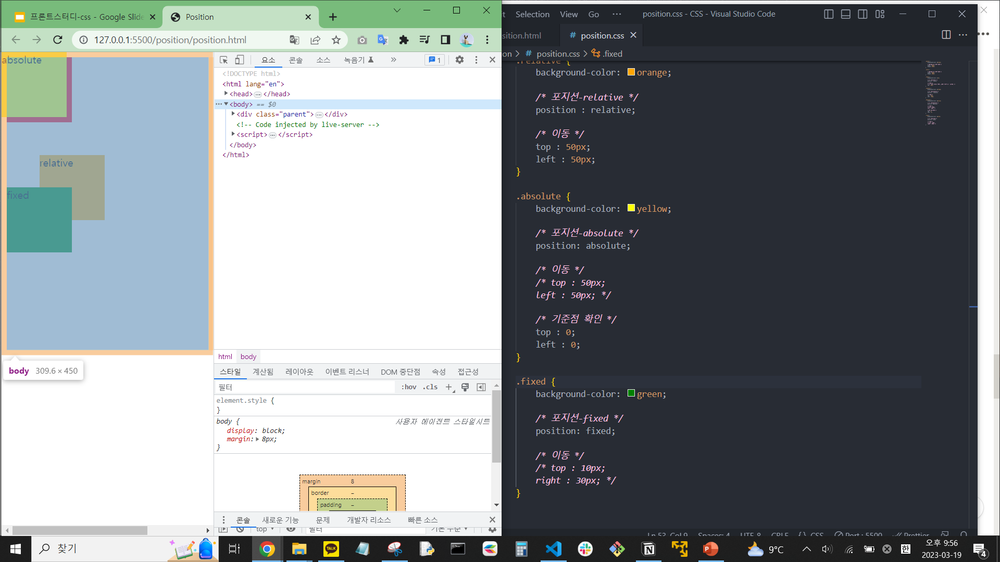 프론트스터디-css - Google Slide
Position
127.0.0.1:5500/position/position.html
absolute
relative
fixed
body 309.6 × 450
요소
콘솔
소스
녹음기
1
<!DOCTYPE html>
<html lang="en">
<head> … </head>
… <body> == $0
<div class="parent"> … </div>
<!-- Code injected by live-server -->
<script> … </script>
</body>
</html>
html
body
스타일
계산됨
레이아웃
이벤트 리스너
DOM 중단점
속성
접근성
필터
:hov
.cls
element.style {
}
body {
사용자 에이전트 스타일시트
display: block;
margin: 8px;
}
margin
8
border
–
padding
–
콘솔
새로운 기능
문제
개발자 리소스
빠른 소스
top
필터
기본 수준
it
Selection
View
Go
···
position.css - CSS - Visual Studio Code
sition.html
# position.css
on > # position.css > .fixed
.relative {
background-color: orange;
/* 포지션-relative */
position : relative;
/* 이동 */
top : 50px;
left : 50px;
}
.absolute {
background-color: yellow;
/* 포지션-absolute */
position: absolute;
/* 이동 */
/* top : 50px;
left : 50px; */
/* 기준점 확인 */
top : 0;
left : 0;
}
.fixed {
background-color: green;
/* 포지션-fixed */
position: fixed;
/* 이동 */
/* top : 10px;
right : 30px; */
}
Ln 53, Col 9
Spaces: 4
UTF-8
CRLF
{ } CSS
Port : 5500
Prettier
찾기
TALK
9°C
한
오후 9:56
2023-03-19
4